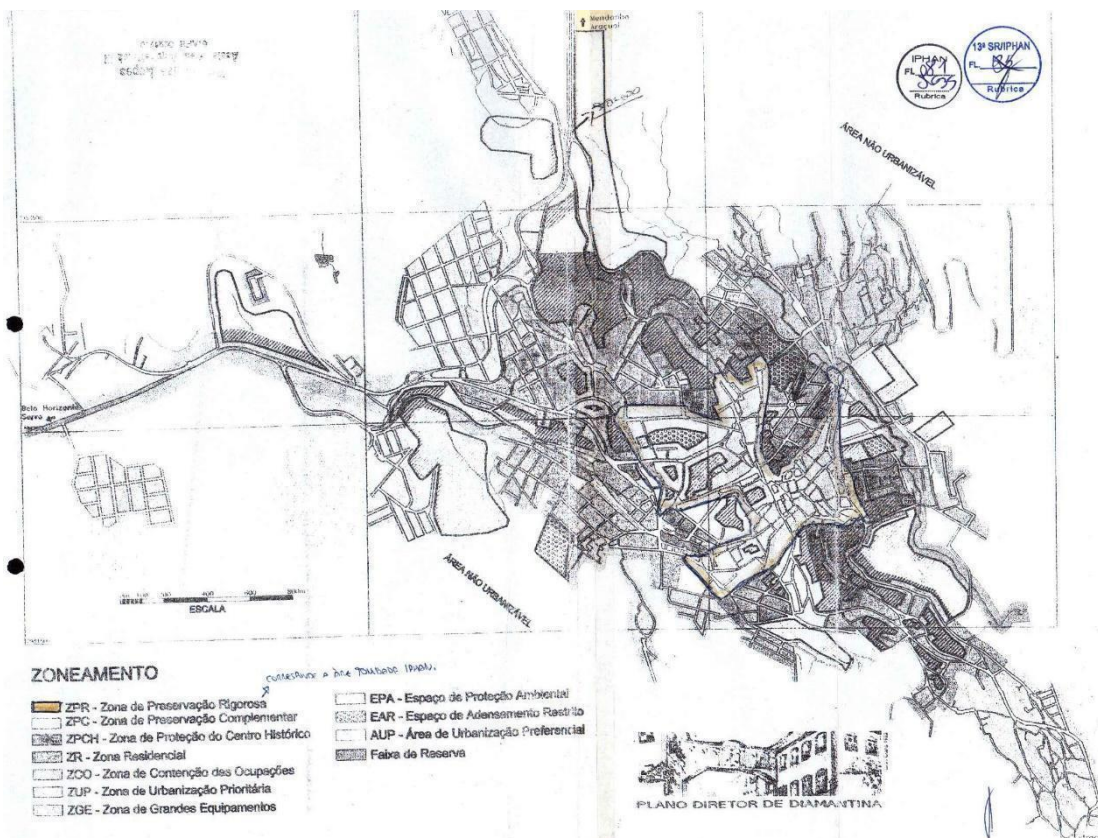 Mendanha
Araçuaí
IPHAN
FL
Rubrica
13ª SR/IPHAN
FL.
Rubrica
ÁREA NÃO URBANIZÁVEL
Belo Horizonte
Serro
ÁREA NÃO URBANIZÁVEL
ESCALA
ZONEAMENTO
corresponde a área tombada IPHAN.
ZPR - Zona de Preservação Rigorosa
ZPC - Zona de Preservação Complementar
ZPCH - Zona de Proteção do Centro Histórico
ZR - Zona Residencial
ZCO - Zona de Contenção das Ocupações
ZUP - Zona de Urbanização Prioritária
ZGE - Zona de Grandes Equipamentos
EPA - Espaço de Proteção Ambiental
EAR - Espaço de Adensamento Restrito
AUP - Área de Urbanização Preferencial
Faixa de Reserva
PLANO DIRETOR DE DIAMANTINA